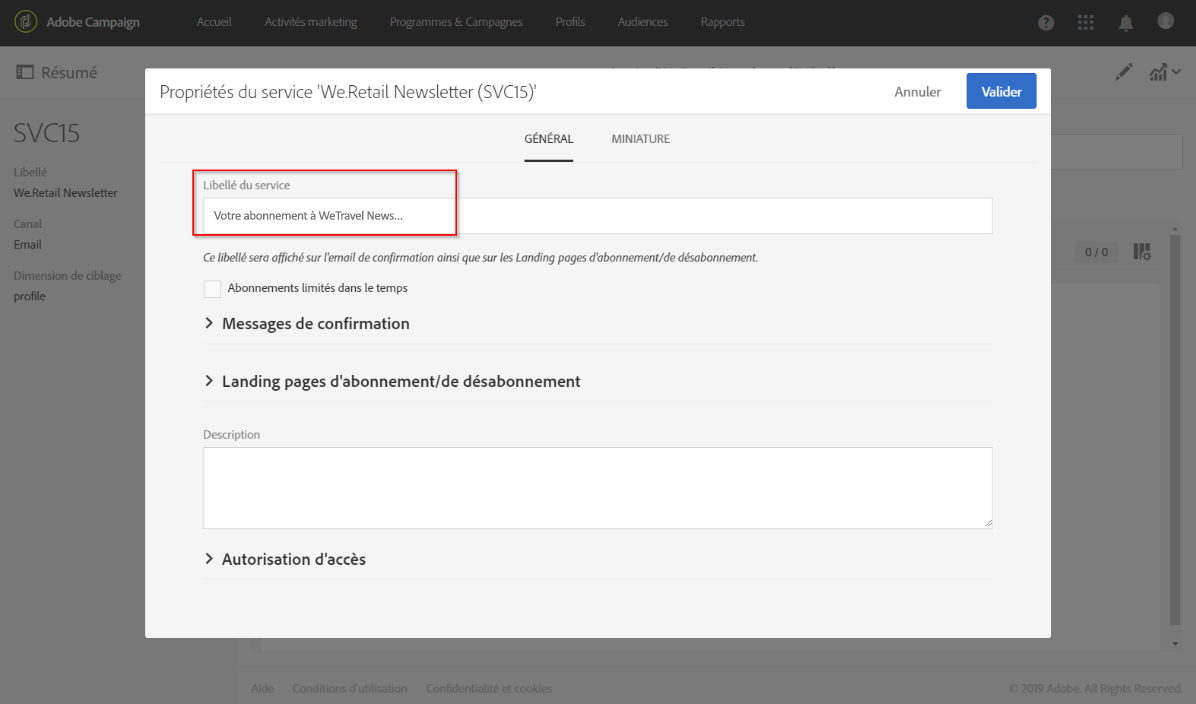 Adobe Campaign
Accueil
Activités marketing
Programmes & Campagnes
Profils
Audiences
Rapports
Résumé
SVC15
Libellé
We.Retail Newsletter
Canal
Email
Dimension de ciblage
profile
Propriétés du service 'We.Retail Newsletter (SVC15)'
Annuler
Valider
GÉNÉRAL
MINIATURE
Libellé du service
Votre abonnement à WeTravel News...
Ce libellé sera affiché sur l'email de confirmation ainsi que sur les Landing pages d'abonnement/de désabonnement.
Abonnements limités dans le temps
Messages de confirmation
Landing pages d'abonnement/de désabonnement
Description
Autorisation d'accès
0 / 0
Aide
Conditions d'utilisation
Confidentialité et cookies
© 2019 Adobe. All Rights Reserved.